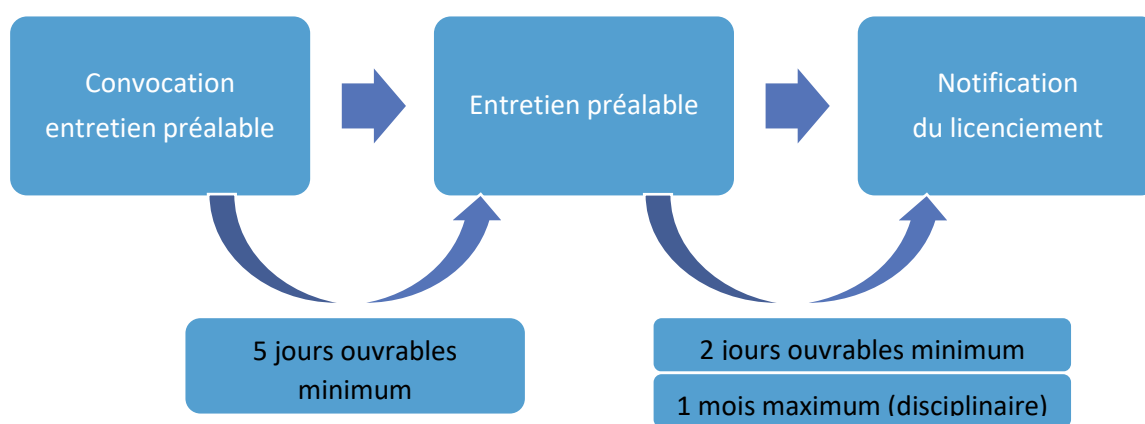 Convocation
entretien préalable
Entretien préalable
Notification
du licenciement
5 jours ouvrables
minimum
2 jours ouvrables minimum
1 mois maximum (disciplinaire)